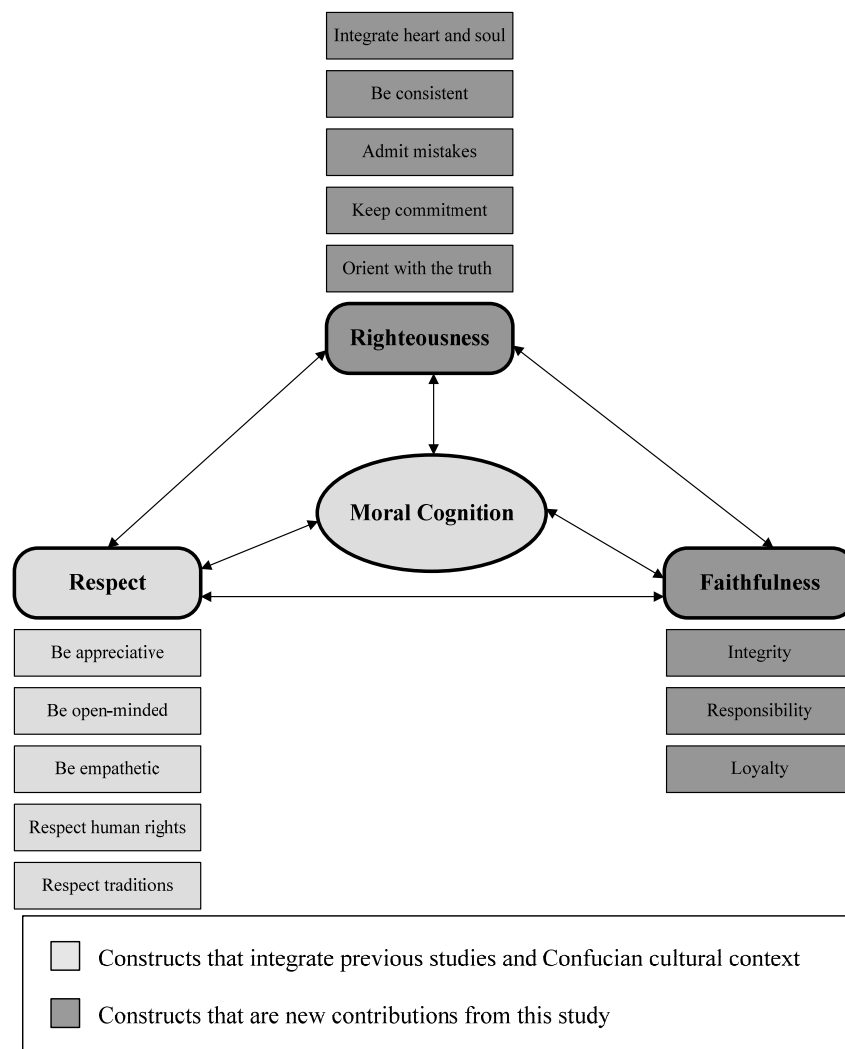 Integrate heart and soul
Be consistent
Admit mistakes
Keep commitment
Orient with the truth
Righteousness
Moral Cognition
Respect
Faithfulness
Be appreciative
Integrity
Be open-minded
Responsibility
Be empathetic
Loyalty
Respect human rights
Respect traditions
Constructs that integrate previous studies and Confucian cultural context
Constructs that are new contributions from this study